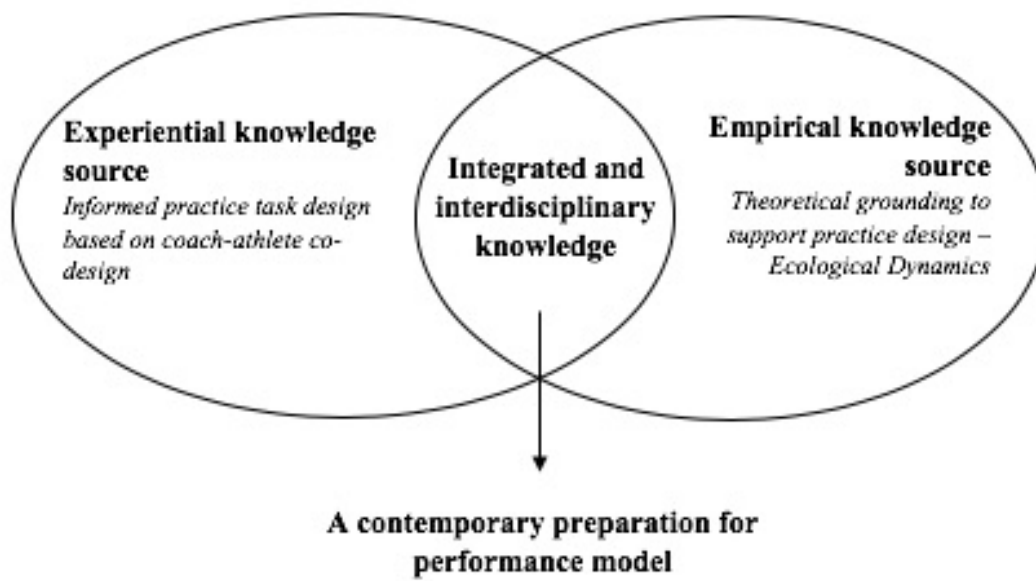 Experiential knowledge
source
Informed practice task design
based on coach-athlete co-
design
Integrated and
interdisciplinary
knowledge
Empirical knowledge
source
Theoretical grounding to
support practice design –
Ecological Dynamics
A contemporary preparation for
performance model